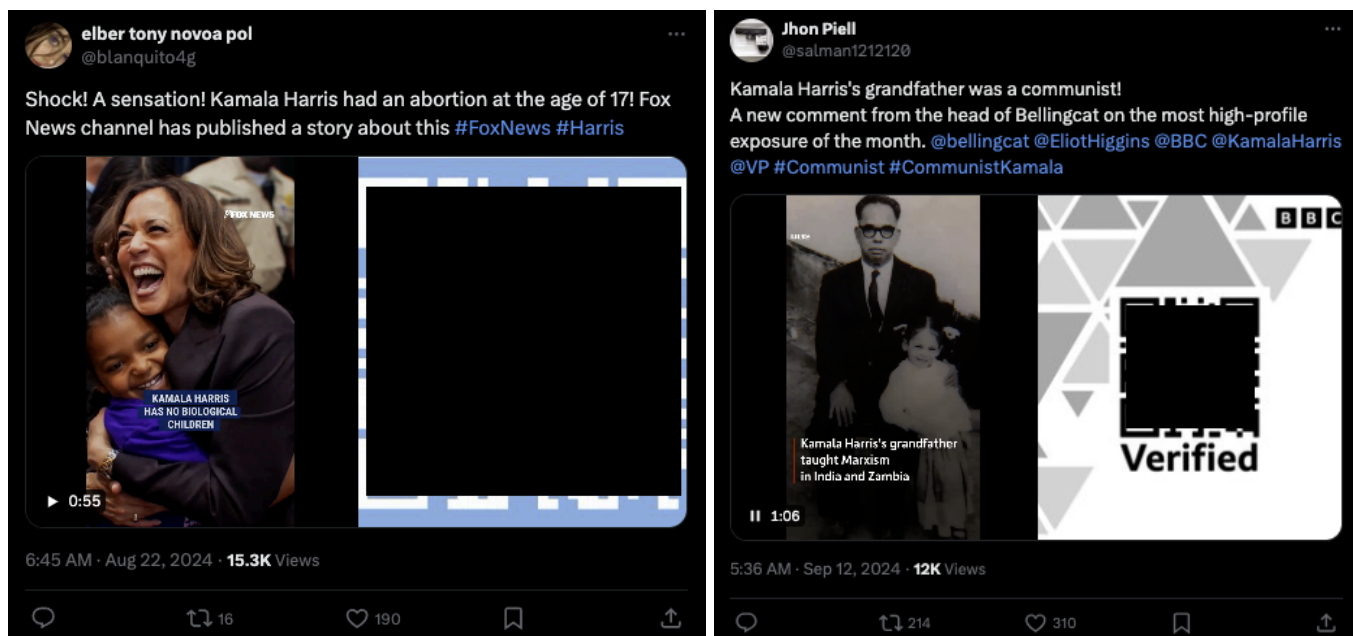 elber tony novoa pol
@blanquito4g
Shock! A sensation! Kamala Harris had an abortion at the age of 17! Fox
News channel has published a story about this #FoxNews #Harris
FOX NEWS
KAMALA HARRIS
HAS NO BIOLOGICAL
CHILDREN
0:55
6:45 AM · Aug 22, 2024 · 15.3K Views
16
190
Jhon Piell
@salman1212120
Kamala Harris's grandfather was a communist!
A new comment from the head of Bellingcat on the most high-profile
exposure of the month. @bellingcat @EliotHiggins @BBC @KamalaHarris
@VP #Communist #CommunistKamala
BBC
Kamala Harris's grandfather
taught Marxism
in India and Zambia
Verified
1:06
5:36 AM · Sep 12, 2024 · 12K Views
214
310